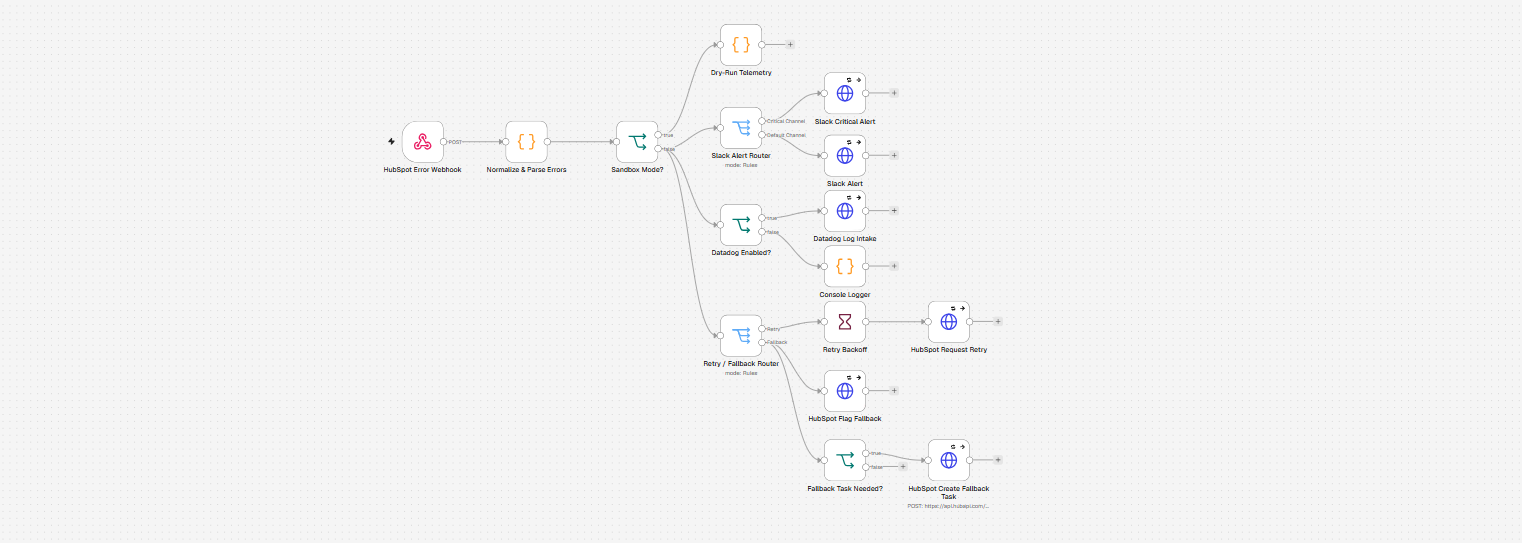 Dry-Run Telemetry
Critical Channel
Default Channel
Slack Critical Alert
POST
HubSpot Error Webhook
Normalize & Parse Errors
true
false
Sandbox Mode?
Slack Alert Router
mode: Rules
Slack Alert
true
false
Datadog Enabled?
Datadog Log Intake
Console Logger
Retry
Fallback
Retry / Fallback Router
mode: Rules
Retry Backoff
HubSpot Request Retry
HubSpot Flag Fallback
true
false
Fallback Task Needed?
HubSpot Create Fallback
Task
POST: https://api.hubapi.com/...